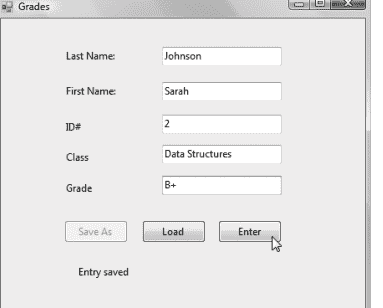 Grades
Last Name: Johnson
First Name: Sarah
ID# 2
Class Data Structures
Grade B+
Save As Load Enter
Entry saved